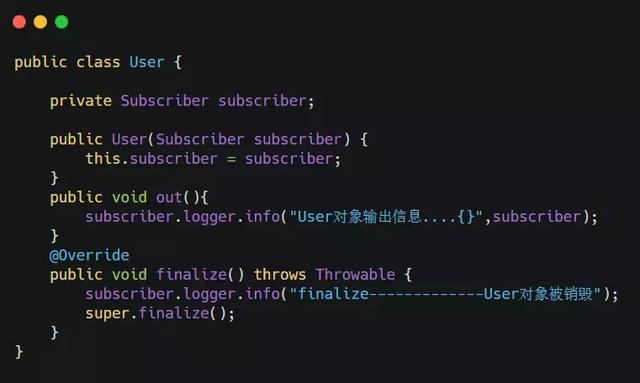 public class User {
private Subscriber subscriber;
public User(Subscriber subscriber) {
this.subscriber = subscriber;
}
public void out(){
subscriber.logger.info("User对象输出信息....{}",subscriber);
}
@Override
public void finalize() throws Throwable {
subscriber.logger.info("finalize-------------User对象被销毁");
super.finalize();
}
}